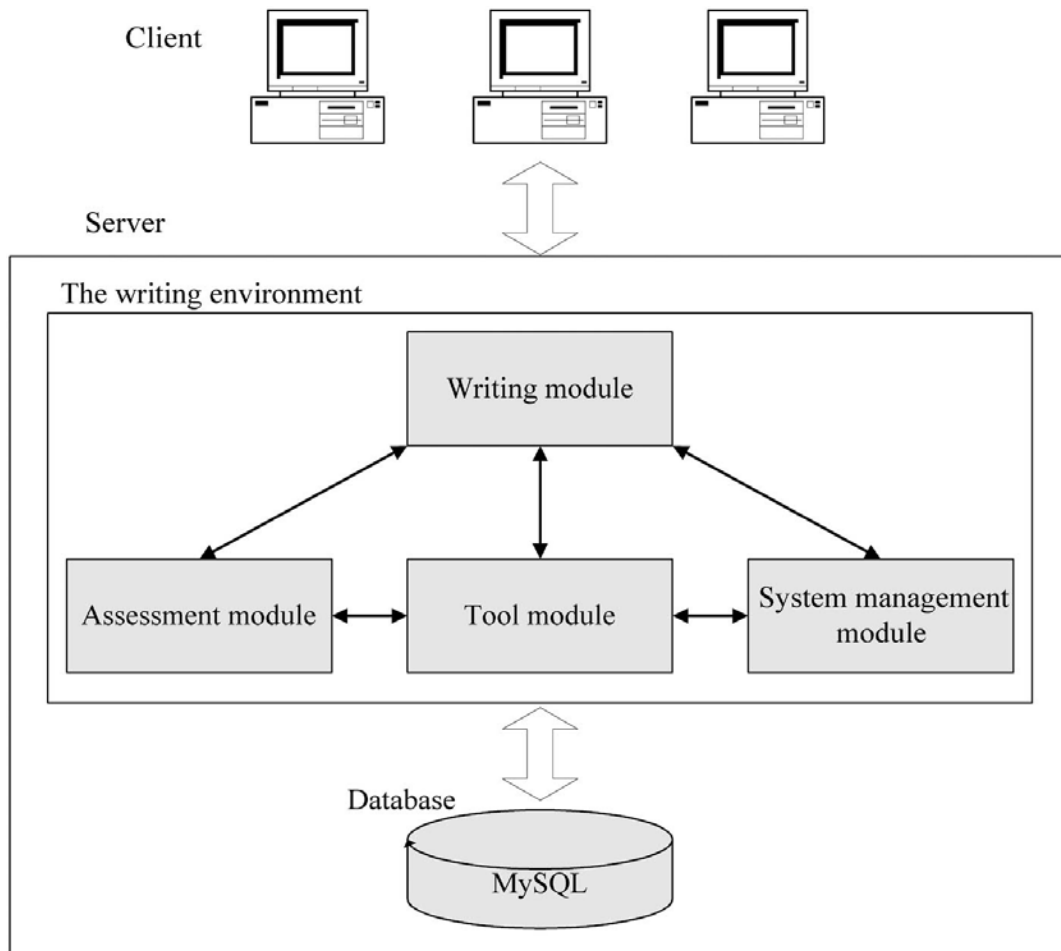 Client
Server
The writing environment
Writing module
Assessment module
Tool module
System management
module
Database
MySQL